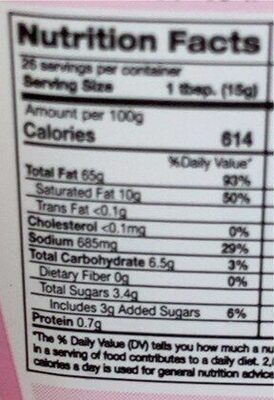 Nutrition Facts
26 servings per container
Serving Size 1 tbsp. (15g)
Amount per 100g
Calories 614
%Daily Value*
Total Fat 65g 93%
Saturated Fat 10g 50%
Trans Fat <0.1g
Cholesterol <0.1mg 0%
Sodium 685mg 29%
Total Carbohydrate 6.5g 3%
Dietary Fiber 0g 0%
Total Sugars 3.4g
Includes 3g Added Sugars 6%
Protein 0.7g
*The % Daily Value (DV) tells you how much a nu
in a serving of food contributes to a daily diet. 2,
calories a day is used for general nutrition advice